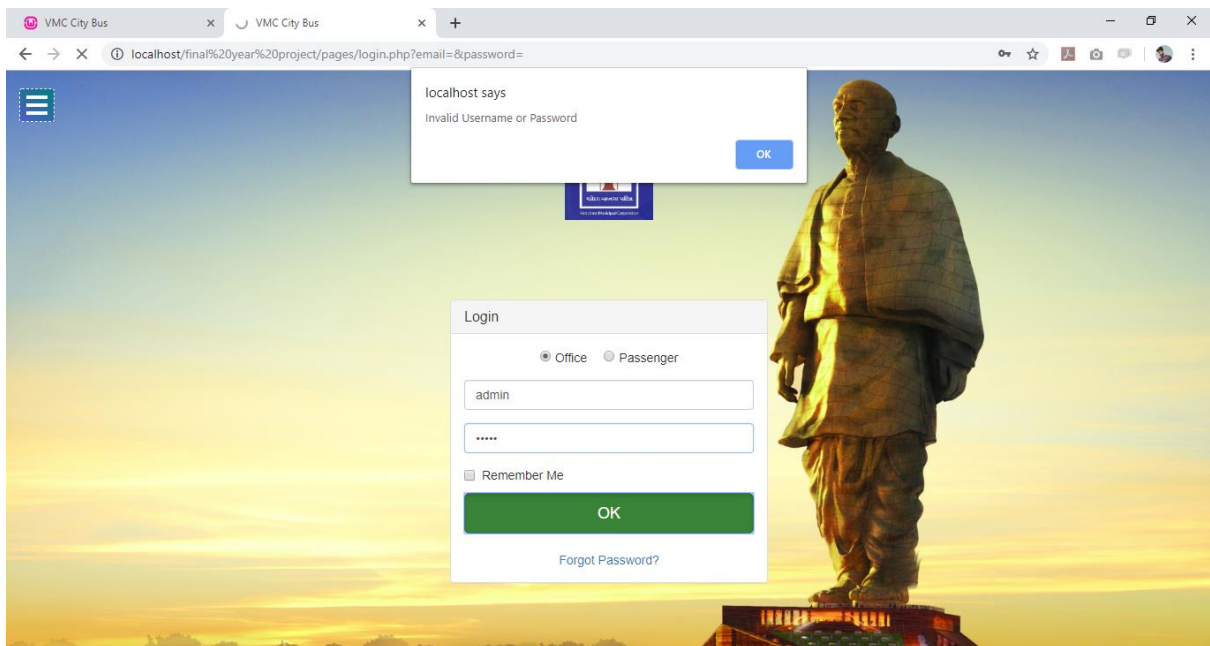 VMC City Bus
VMC City Bus
localhost/final%20year%20project/pages/login.php?email=&password=
localhost says
Invalid Username or Password
OK
Login
Office Passenger
admin
•••••
Remember Me
OK
Forgot Password?